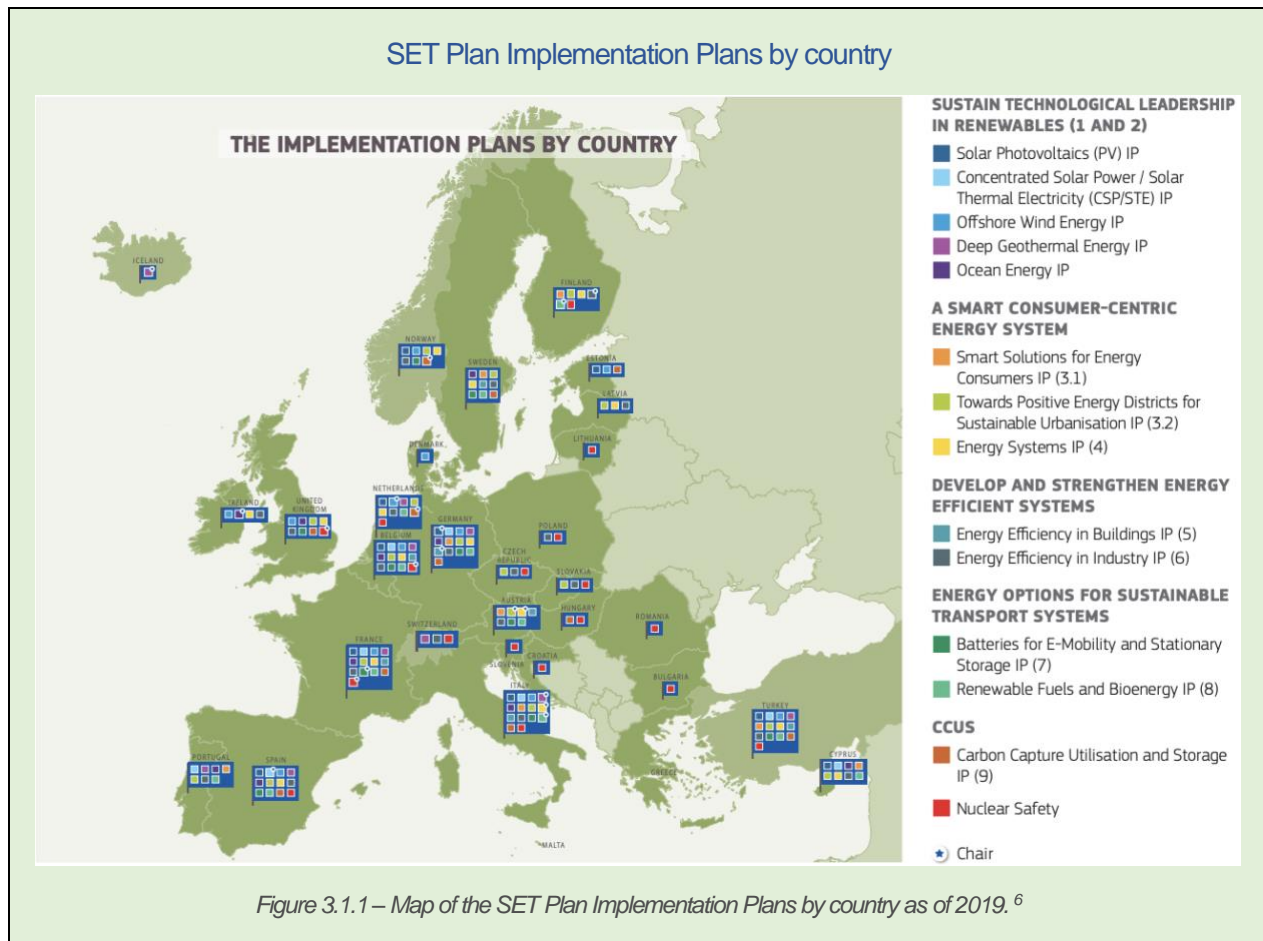 SET Plan Implementation Plans by country
THE IMPLEMENTATION PLANS BY COUNTRY
ICELAND
FINLAND
NORWAY
SWEDEN
ESTONIA
LATVIA
LITHUANIA
DENMARK
IRELAND
UNITED
KINGDOM
NETHERLANDS
GERMANY
BELGIUM
POLAND
CZECH
REPUBLIC
SLOVAKIA
AUSTRIA
HUNGARY
ROMANIA
SWITZERLAND
FRANCE
SLOVENIA
CROATIA
ITALY
BULGARIA
TURKEY
CYPRUS
PORTUGAL
SPAIN
GREECE
MALTA
SUSTAIN TECHNOLOGICAL LEADERSHIP
IN RENEWABLES (1 AND 2)
Solar Photovoltaics (PV) IP
Concentrated Solar Power / Solar
Thermal Electricity (CSP/STE) IP
Offshore Wind Energy IP
Deep Geothermal Energy IP
Ocean Energy IP
A SMART CONSUMER-CENTRIC
ENERGY SYSTEM
Smart Solutions for Energy
Consumers IP (3.1)
Towards Positive Energy Districts for
Sustainable Urbanisation IP (3.2)
Energy Systems IP (4)
DEVELOP AND STRENGTHEN ENERGY
EFFICIENT SYSTEMS
Energy Efficiency in Buildings IP (5)
Energy Efficiency in Industry IP (6)
ENERGY OPTIONS FOR SUSTAINABLE
TRANSPORT SYSTEMS
Batteries for E-Mobility and Stationary
Storage IP (7)
Renewable Fuels and Bioenergy IP (8)
CCUS
Carbon Capture Utilisation and Storage
IP (9)
Nuclear Safety
Chair
Figure 3.1.1 – Map of the SET Plan Implementation Plans by country as of 2019. 6